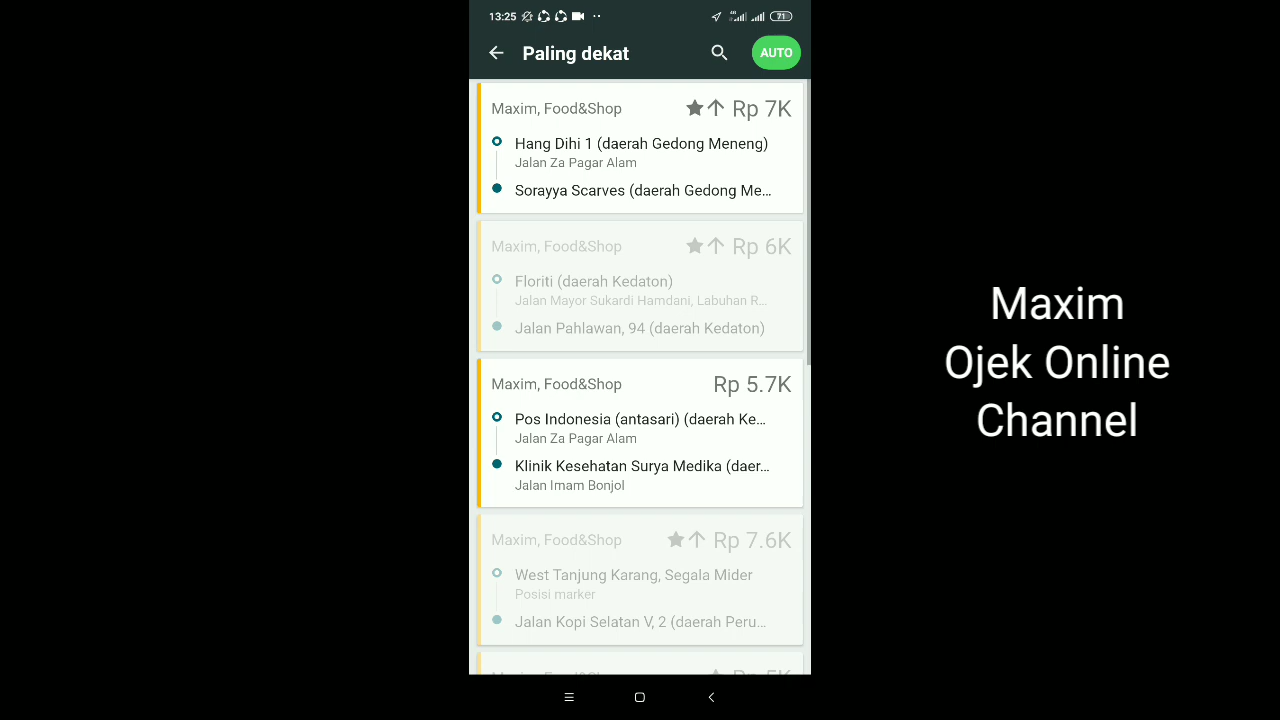 13:25
71
Paling dekat
AUTO
Maxim, Food&Shop
Rp 7K
Hang Dihi 1 (daerah Gedong Meneng)
Jalan Za Pagar Alam
Sorayya Scarves (daerah Gedong Me...
Maxim, Food&Shop
Rp 6K
Floriti (daerah Kedaton)
Jalan Mayor Sukardi Hamdani, Labuhan R...
Jalan Pahlawan, 94 (daerah Kedaton)
Maxim, Food&Shop
Rp 5.7K
Pos Indonesia (antasari) (daerah Ke...
Jalan Za Pagar Alam
Klinik Kesehatan Surya Medika (daer...
Jalan Imam Bonjol
Maxim, Food&Shop
Rp 7.6K
West Tanjung Karang, Segala Mider
Posisi marker
Jalan Kopi Selatan V, 2 (daerah Peru...
Maxim
Ojek Online
Channel